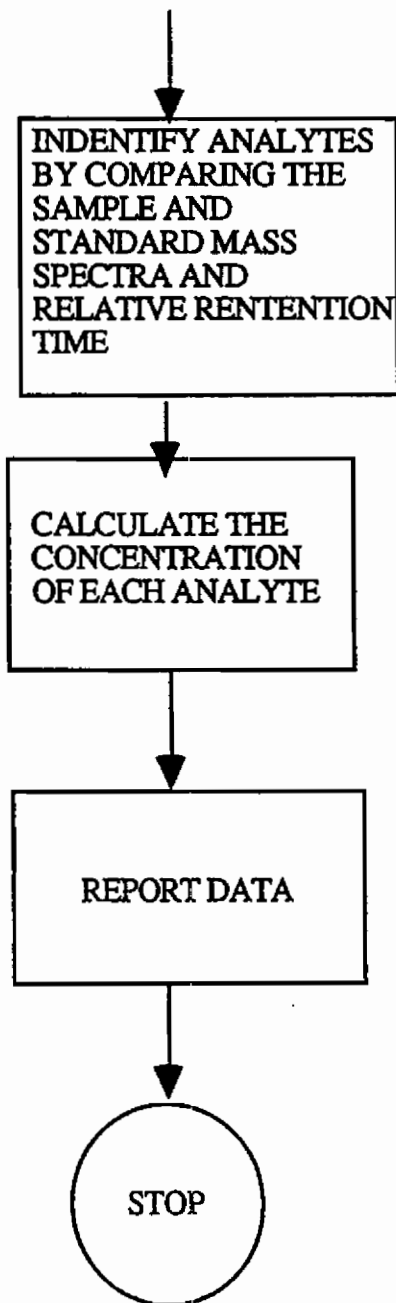 INDENTIFY ANALYTES
BY COMPARING THE
SAMPLE AND
STANDARD MASS
SPECTRA AND
RELATIVE RENTENTION
TIME
CALCULATE THE
CONCENTRATION
OF EACH ANALYTE
REPORT DATA
STOP